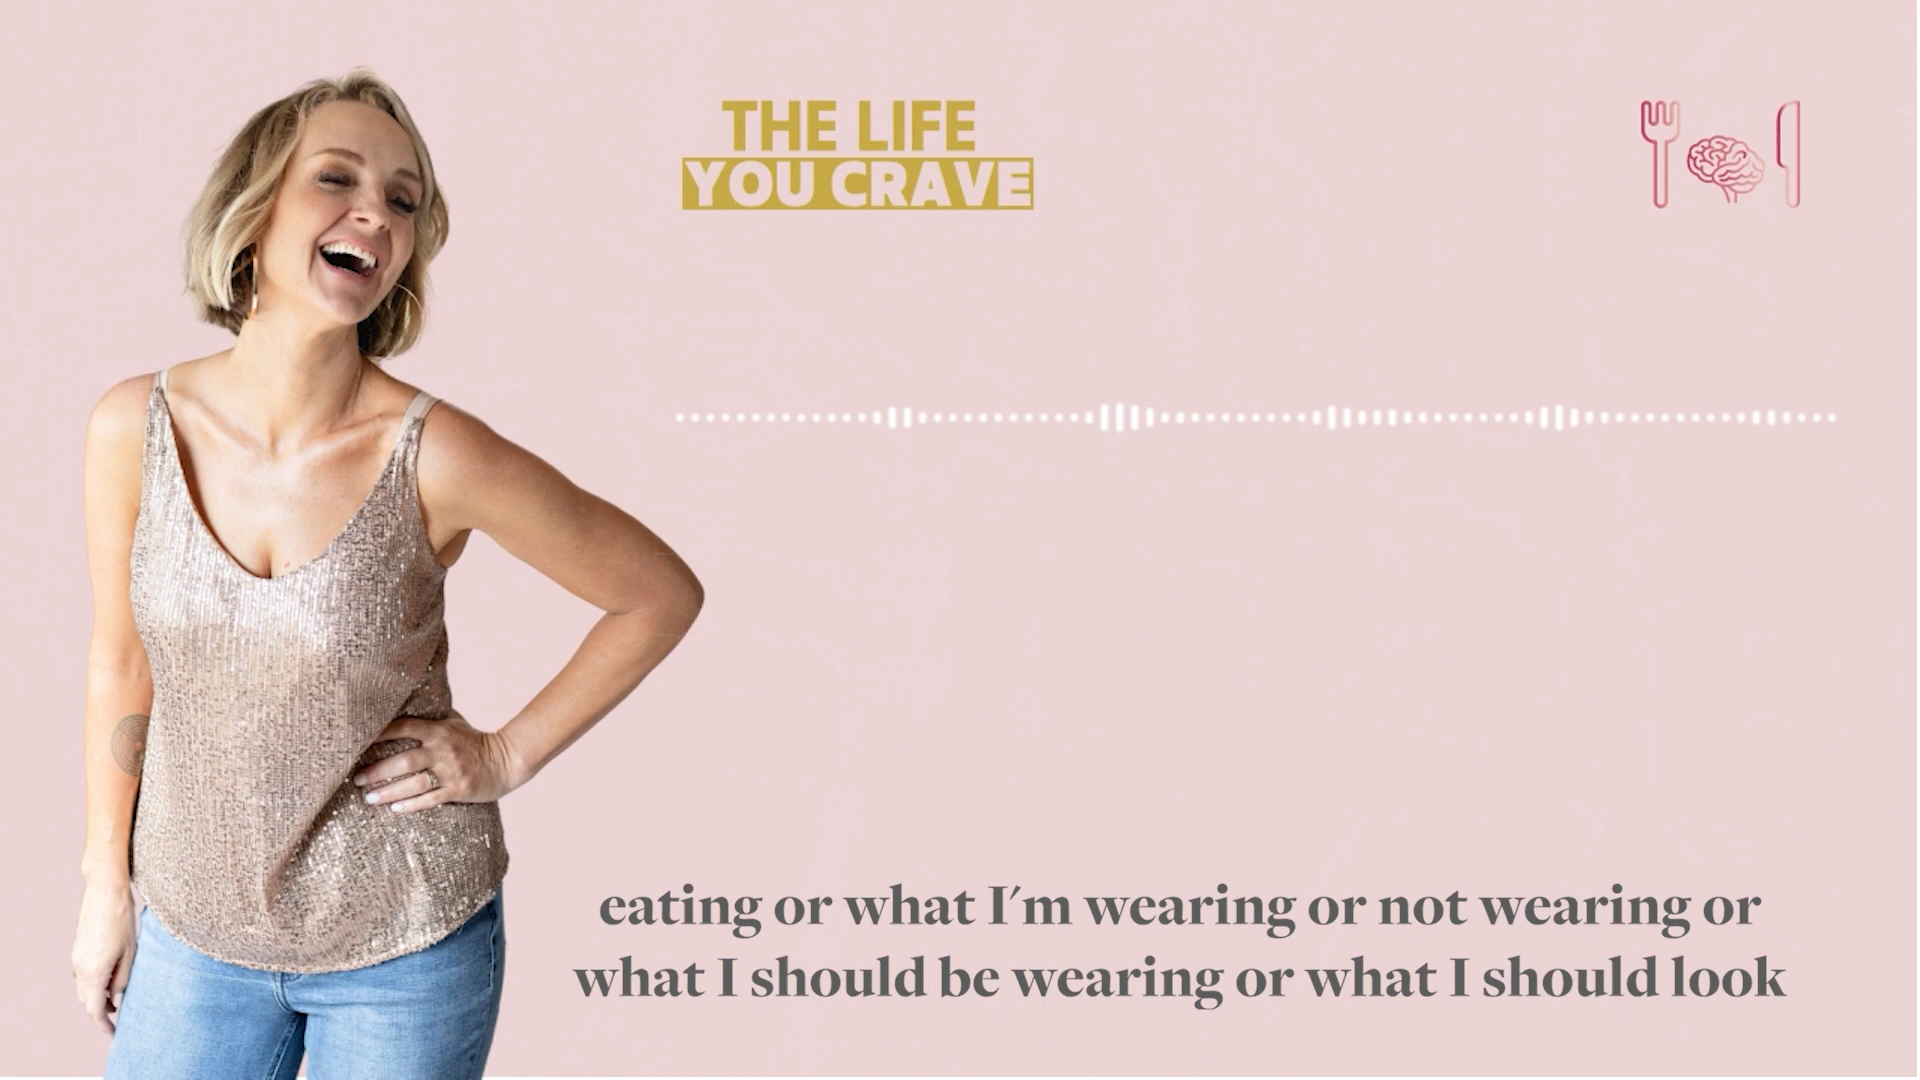 THE LIFE
YOU CRAVE
eating or what I'm wearing or not wearing or
what I should be wearing or what I should look